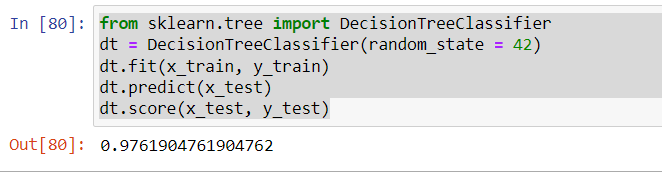 In [80]: from sklearn.tree import DecisionTreeClassifier
dt = DecisionTreeClassifier(random_state = 42)
dt.fit(x_train, y_train)
dt.predict(x_test)
dt.score(x_test, y_test)
Out[80]: 0.9761904761904762